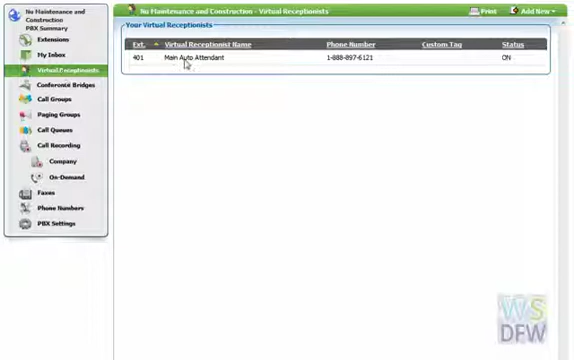 Nu Maintenance and
Construction
PBX Summary
Extensions
My Inbox
Virtual Receptionists
Conference Bridges
Call Groups
Paging Groups
Call Queues
Call Recording
Company
On-Demand
Faxes
Phone Numbers
PBX Settings
Nu Maintenance and Construction - Virtual Receptionists
Print
Add New
Your Virtual Receptionists
Ext. Virtual Receptionist Name Phone Number Custom Tag Status
401 Main Auto Attendant 1-888-897-6121 ON
WS
DFW